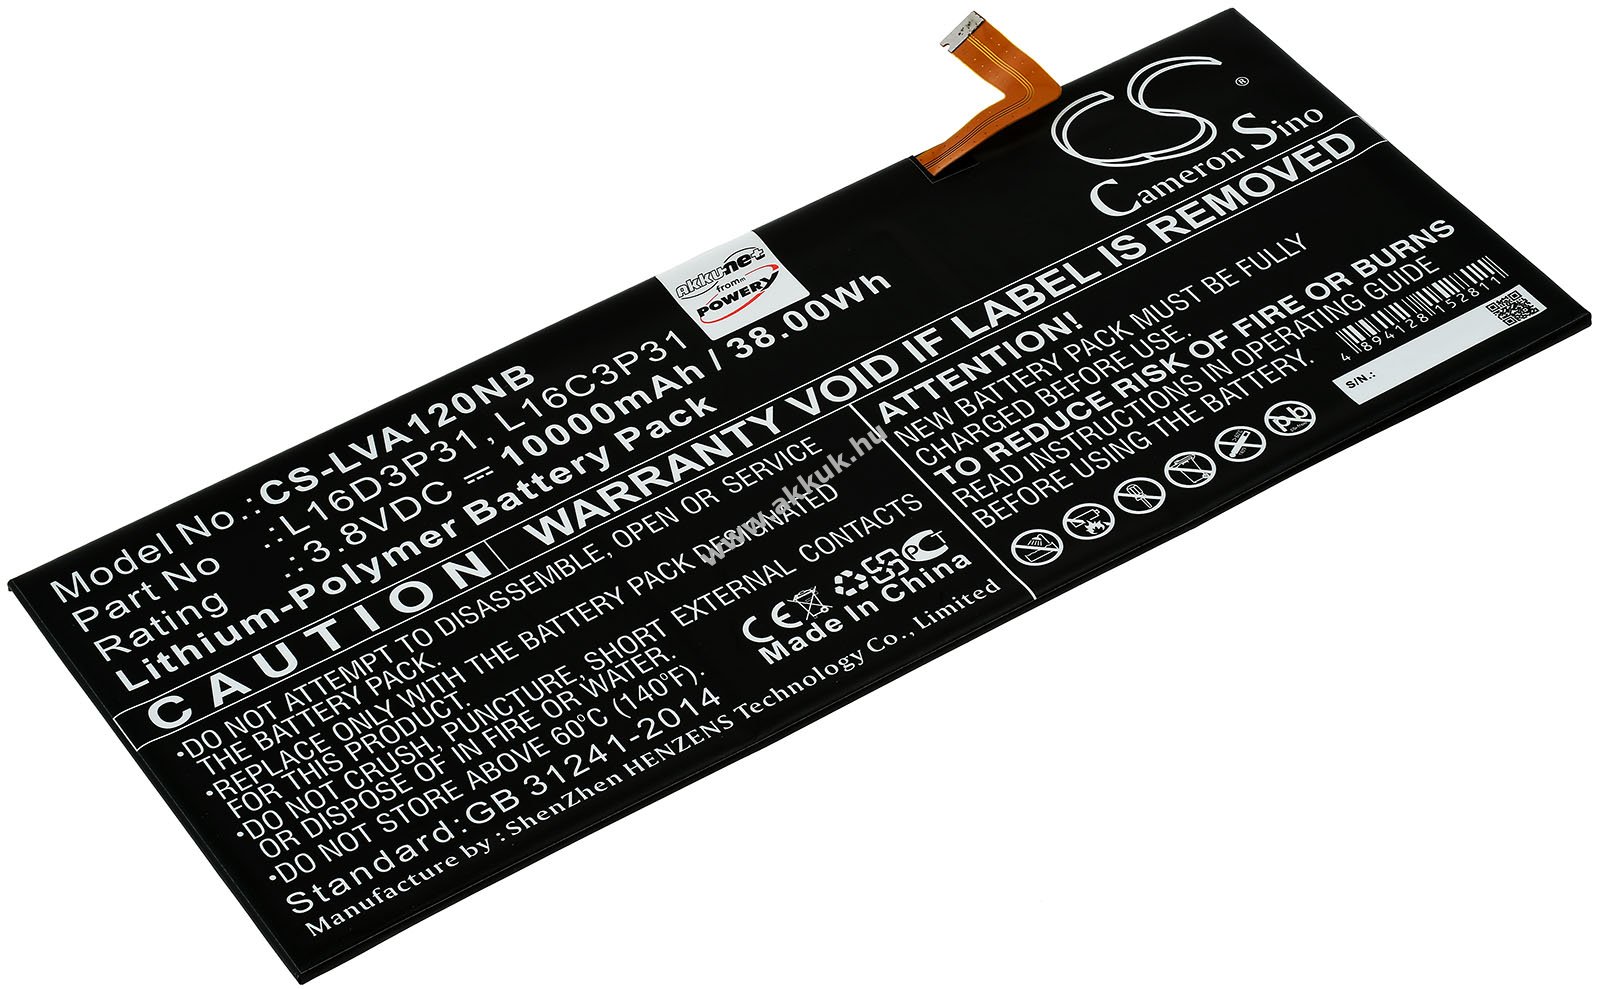 CS
®
Cameron Sino
akku-net
from
POWERY
Model No .: CS-LVA120NB
Part No .: L16D3P31, L16C3P31
Rating .: 3.8VDC ⎓ 10000mAh / 38.00Wh
Lithium-Polymer Battery Pack
CAUTION
WARRANTY VOID IF LABEL IS REMOVED
•DO NOT ATTEMPT TO DISASSEMBLE, OPEN OR SERVICE
THE BATTERY PACK.
•REPLACE ONLY WITH THE BATTERY PACK DESIGNATED
FOR THIS PRODUCT.
•DO NOT CRUSH, PUNCTURE, SHORT EXTERNAL CONTACTS
OR DISPOSE OF IN FIRE OR WATER.
•DO NOT STORE ABOVE 60°C (140°F)
Standard:GB 31241-2014
Manufacture by : ShenZhen HENZENS Technology Co., Limited
CE
Made In China
ATTENTION!
NEW BATTERY PACK MUST BE FULLY
CHARGED BEFORE USE.
TO REDUCE RISK OF FIRE OR BURNS
READ INSTRUCTIONS IN OPERATING GUIDE
BEFORE USING THE BATTERY PACK.
Pb
4894128152811
S/N.:
www.akkuk.hu